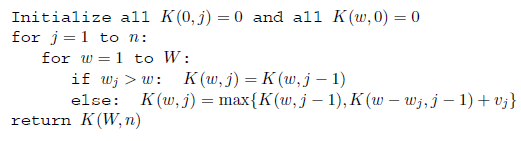 Initialize all K(0, j) = 0 and all K(w, 0) = 0
for j = 1 to n:
for w = 1 to W:
if w_j > w: K(w, j) = K(w, j − 1)
else: K(w, j) = max{K(w, j − 1), K(w − w_j, j − 1) + v_j}
return K(W, n)